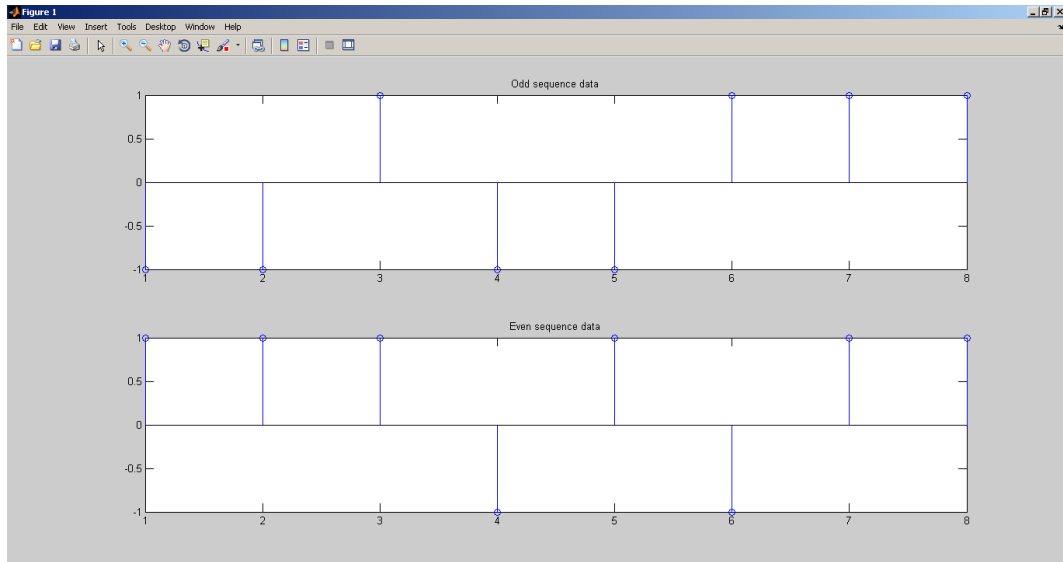 Figure 1
File Edit View Insert Tools Desktop Window Help
Odd sequence data
1
0.5
0
-0.5
-1
1 2 3 4 5 6 7 8
Even sequence data
1
0.5
0
-0.5
-1
1 2 3 4 5 6 7 8